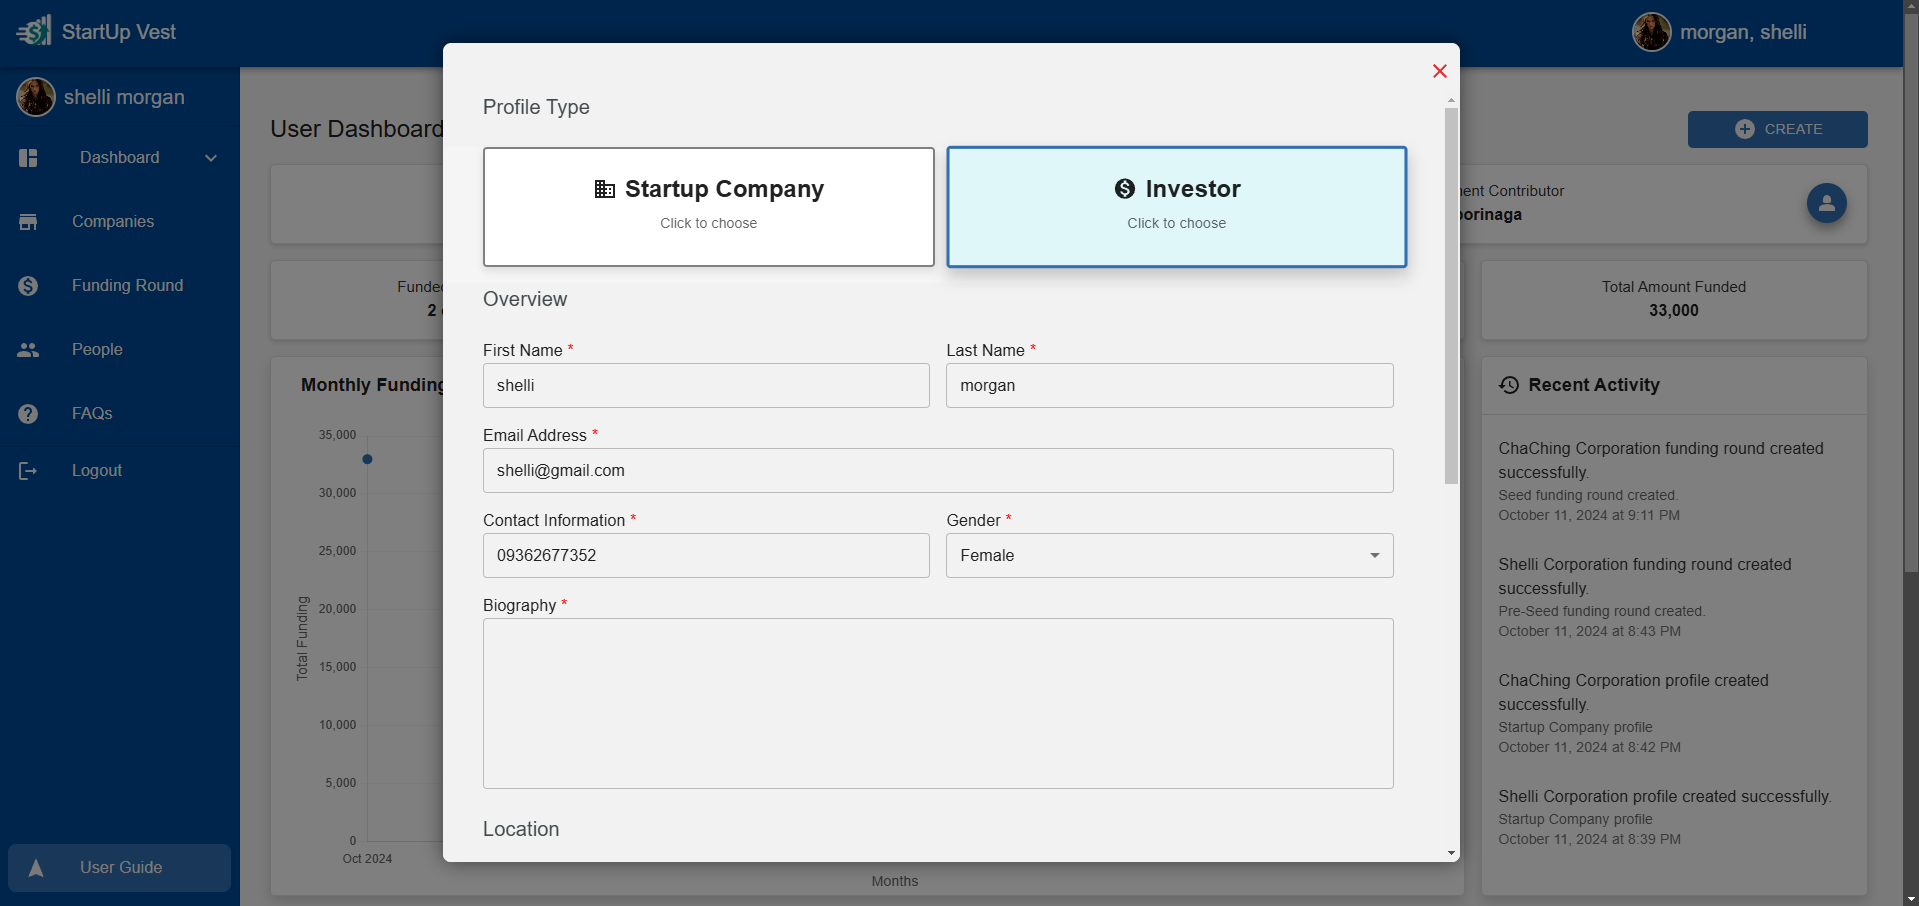 StartUp Vest
morgan, shelli
shelli morgan
Dashboard
Companies
Funding Round
People
FAQs
Logout
User Guide
User Dashboard
CREATE
Profile Type
Startup Company
Click to choose
Investor
Click to choose
Overview
First Name *
shelli
Last Name *
morgan
Email Address *
shelli@gmail.com
Contact Information *
09362677352
Gender *
Female
Biography *
Location
Funded
2
Contributor
Total Amount Funded
33,000
Monthly Funding
35,000
30,000
25,000
20,000
15,000
10,000
5,000
0
Total Funding
Oct 2024
Months
Recent Activity
ChaChing Corporation funding round created
successfully.
Seed funding round created.
October 11, 2024 at 9:11 PM
Shelli Corporation funding round created
successfully.
Pre-Seed funding round created.
October 11, 2024 at 8:43 PM
ChaChing Corporation profile created
successfully.
Startup Company profile
October 11, 2024 at 8:42 PM
Shelli Corporation profile created successfully.
Startup Company profile
October 11, 2024 at 8:39 PM